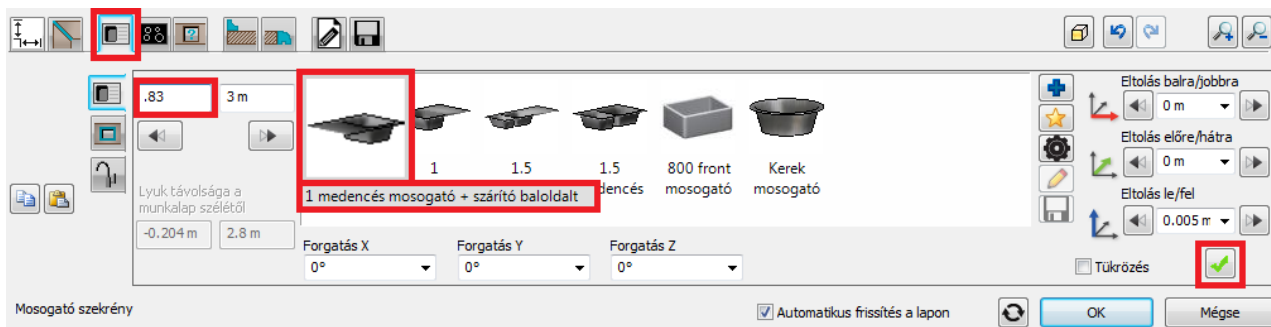 Eltolás balra/jobbra
.83
3 m
0 m
Eltolás előre/hátra
0 m
1
1.5
1.5
800 front
Kerek
dencés
mosogató
mosogató
Lyuk távolsága a
munkalap szélétől
1 medencés mosogató + szárító baloldalt
Eltolás le/fel
-0.204 m
2.8 m
0.005 m
Forgatás X
Forgatás Y
Forgatás Z
0°
0°
0°
Tükrözés
Mosogató szekrény
Automatikus frissítés a lapon
OK
Mégse